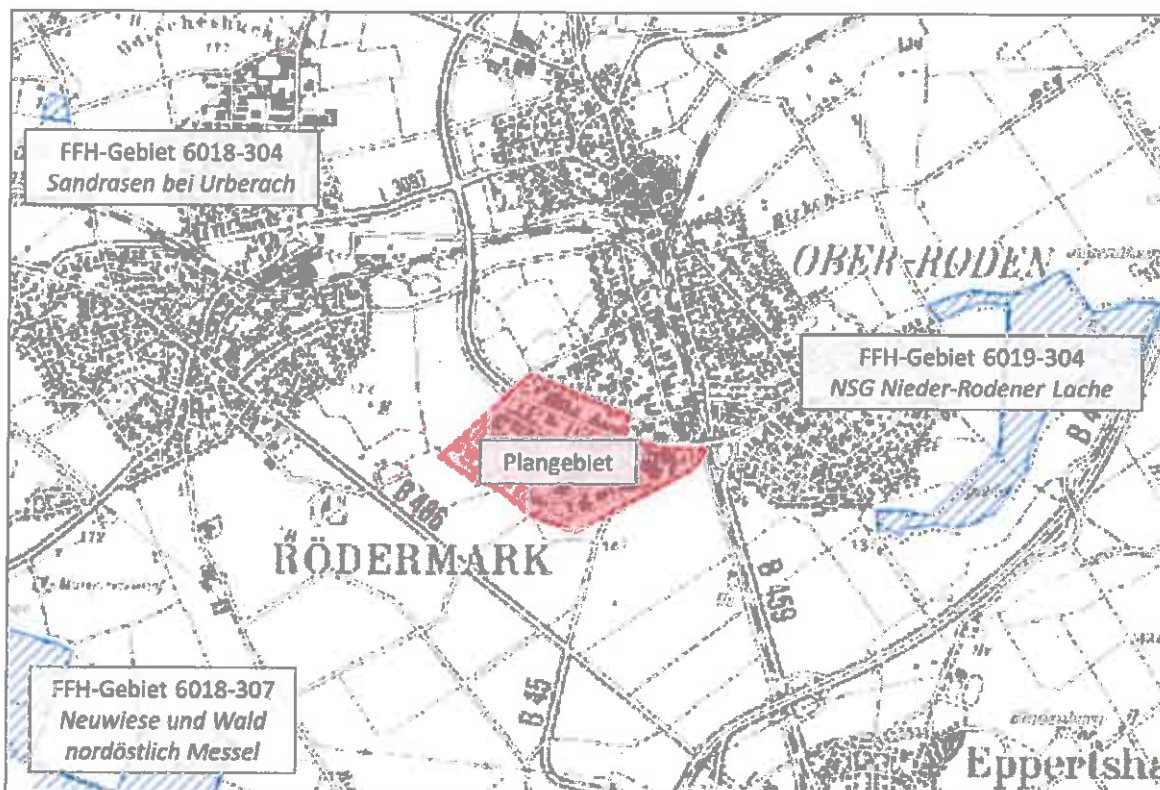 FFH-Gebiet 6018-304
Sandrasen bei Urberach
L 3097
OBER-RODEN
FFH-Gebiet 6019-304
NSG Nieder-Rodener Lache
Plangebiet
B 486
RÖDERMARK
B 459
B 45
FFH-Gebiet 6018-307
Neuwiese und Wald
nordöstlich Messel
Eppertsha